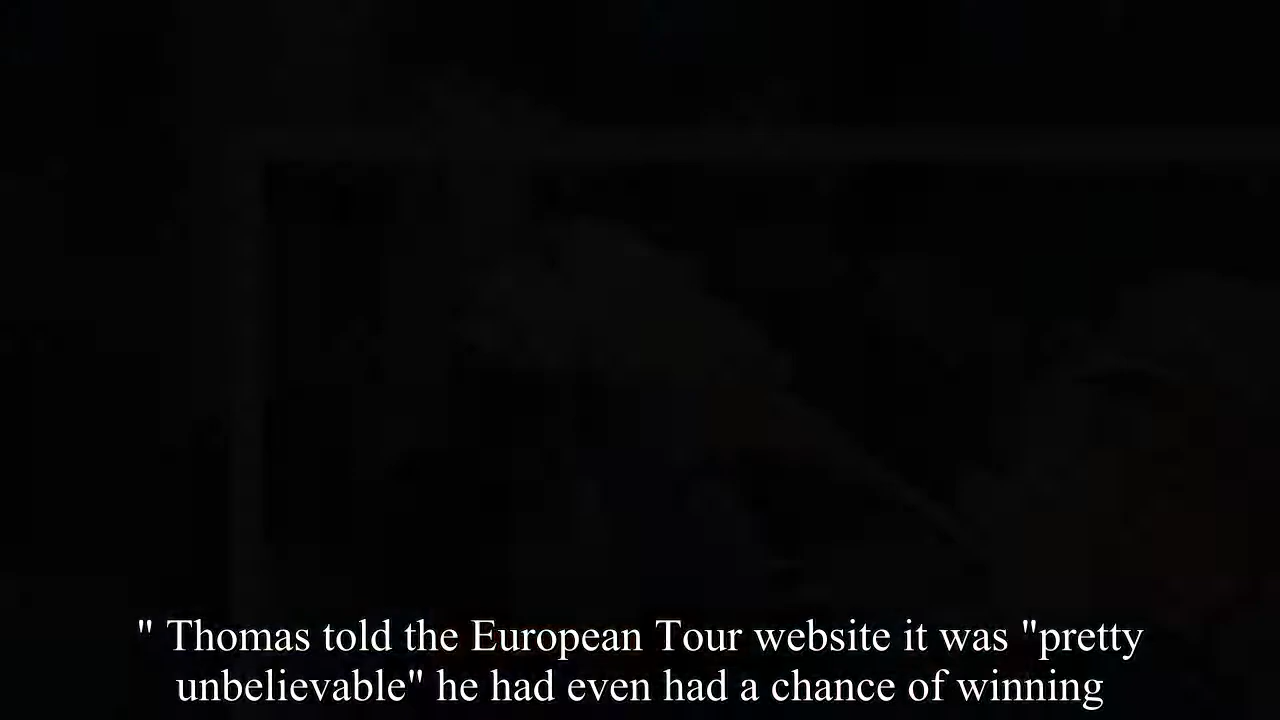 " Thomas told the European Tour website it was "pretty
unbelievable" he had even had a chance of winning